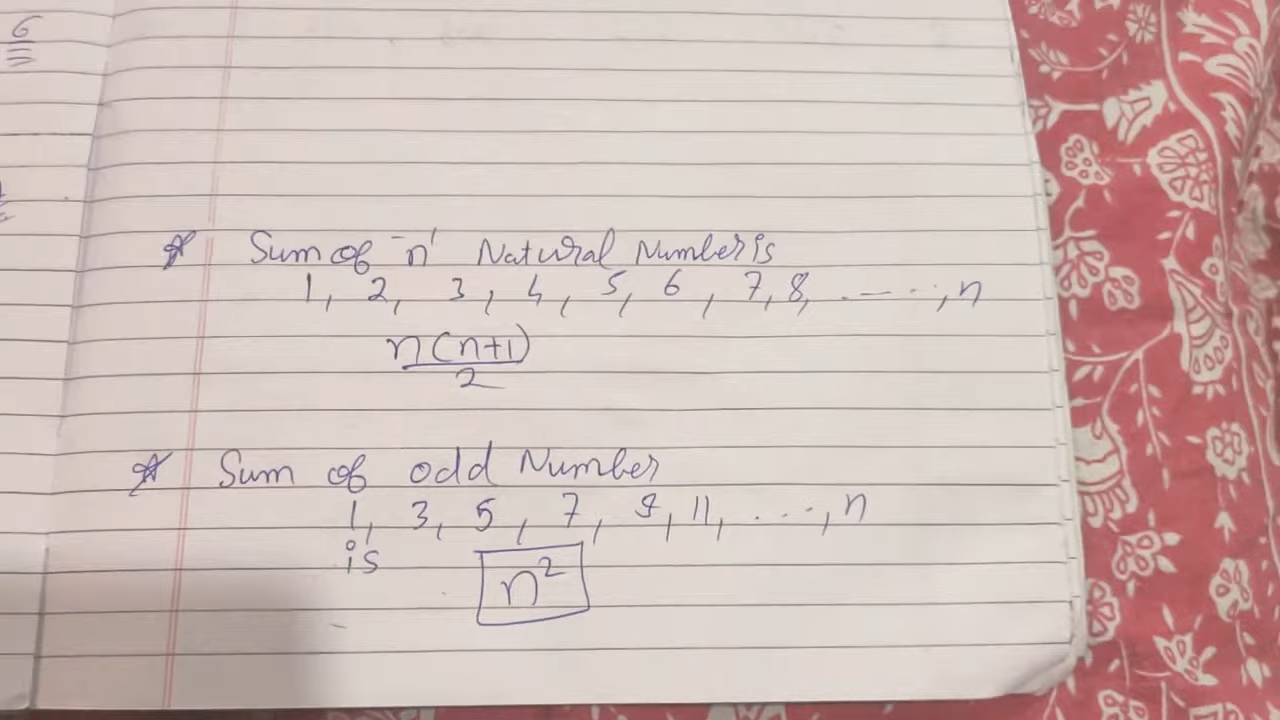 6
☆ Sum of 'n' Natural Number is
1, 2, 3, 4, 5, 6, 7, 8, ......, n
n(n+1)
2
☆ Sum of odd Number
1, 3, 5, 7, 9, 11, ...., n
is n²